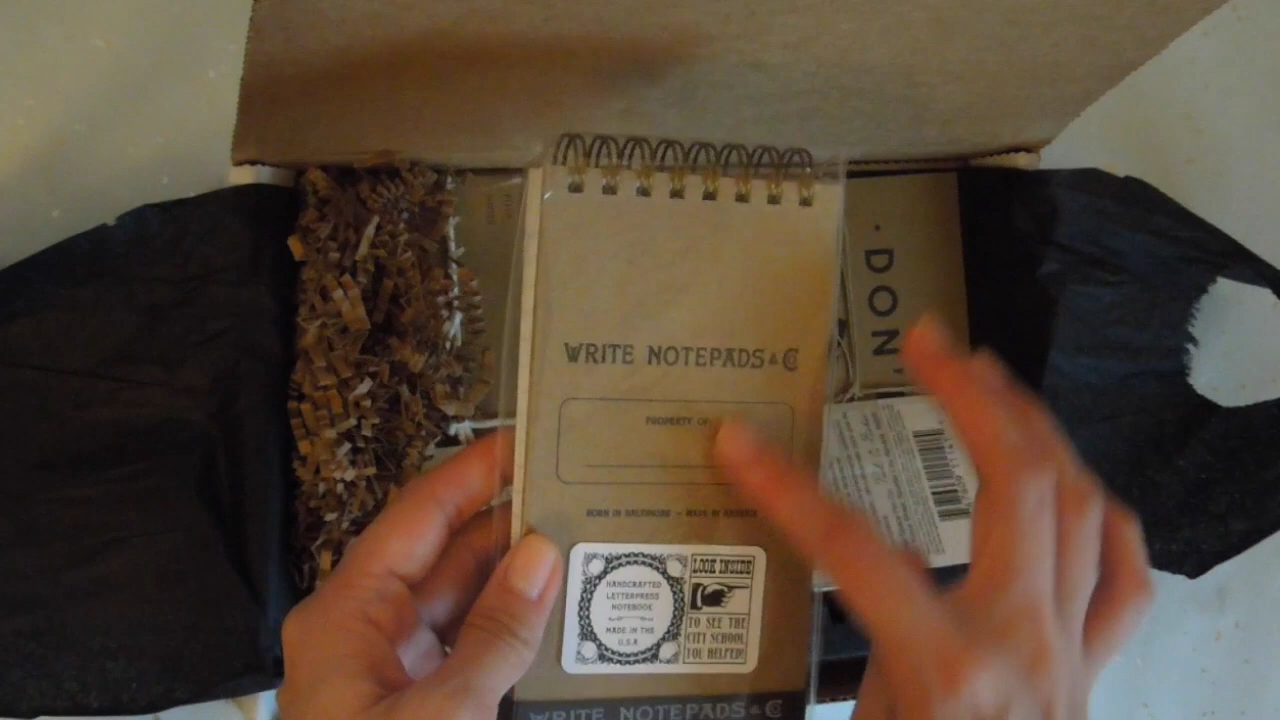 WRITE NOTEPADS & Co
PROPERTY OF
BORN IN BALTIMORE — MADE IN AMERICA
HANDCRAFTED
LETTERPRESS
NOTEBOOK
MADE IN THE
U.S.A
LOOK INSIDE
TO SEE THE
CITY SCHOOL
YOU HELPED!
WRITE NOTEPADS & Co
· DON'